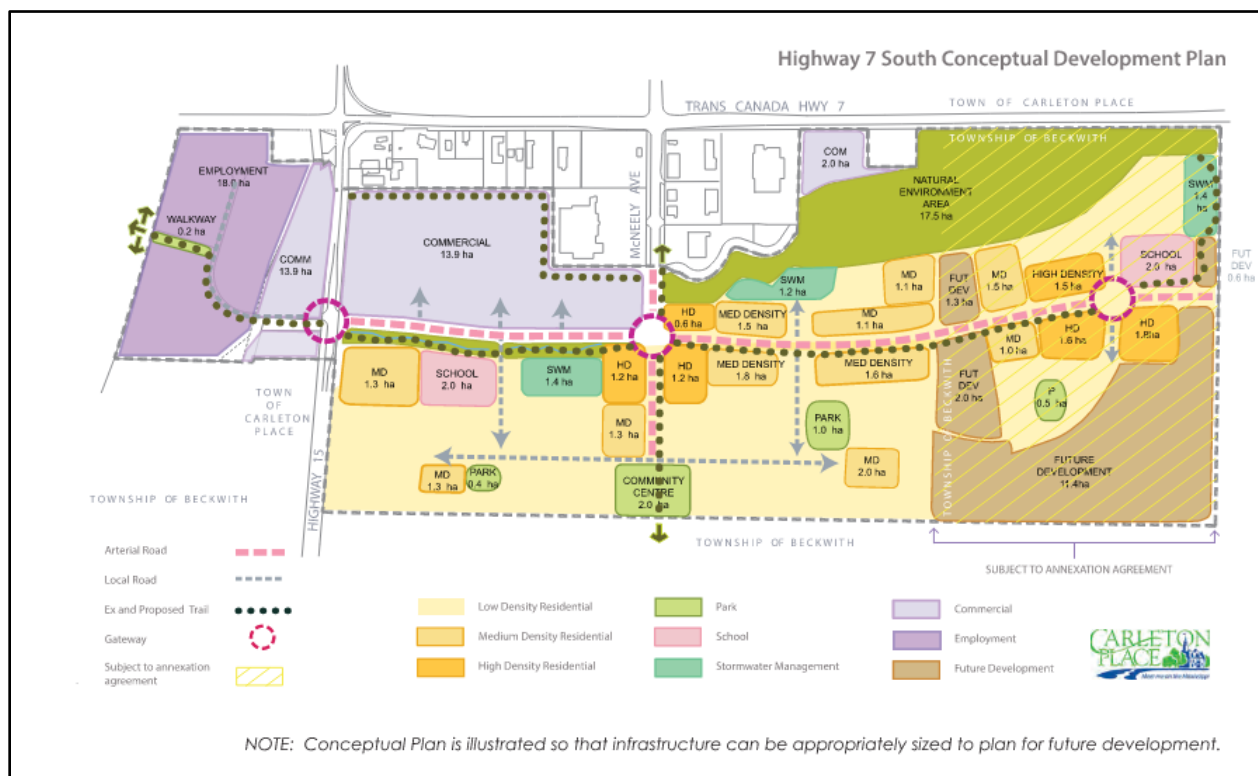 Highway 7 South Conceptual Development Plan
TRANS CANADA HWY 7
TOWN OF CARLETON PLACE
TOWNSHIP OF BECKWITH
EMPLOYMENT
18.0 ha
WALKWAY
0.2 ha
COMM
13.9 ha
COMMERCIAL
13.9 ha
McNEELY AVE
COM
2.0 ha
NATURAL
ENVIRONMENT
AREA
17.5 ha
SWM
1.4
ha
SCHOOL
2.0 ha
FUT
DEV
0.6 ha
SWM
1.2 ha
MD
1.1 ha
FUT
DEV
1.3 ha
MD
1.5 ha
HIGH DENSITY
1.5 ha
HD
0.6 ha
MED DENSITY
1.5 ha
MD
1.1 ha
MD
1.0 ha
HD
1.6 ha
HD
1.8ha
MD
1.3 ha
SCHOOL
2.0 ha
SWM
1.4 ha
HD
1.2 ha
HD
1.2 ha
MED DENSITY
1.8 ha
MED DENSITY
1.6 ha
FUT
DEV
2.0 ha
P
0.5 ha
TOWN
OF
CARLETON
PLACE
MD
1.3 ha
PARK
1.0 ha
MD
2.0 ha
MD
1.3 ha
PARK
0.4 ha
COMMUNITY
CENTRE
2.0 ha
FUTURE
DEVELOPMENT
11.4ha
TOWNSHIP OF BECKWITH
TOWNSHIP OF BECKWITH
HIGHWAY 15
TOWNSHIP OF BECKWITH
SUBJECT TO ANNEXATION AGREEMENT
Arterial Road
Local Road
Ex and Proposed Trail
Gateway
Subject to annexation
agreement
Low Density Residential
Medium Density Residential
High Density Residential
Park
School
Stormwater Management
Commercial
Employment
Future Development
CARLETON
PLACE
NOTE: Conceptual Plan is illustrated so that infrastructure can be appropriately sized to plan for future development.